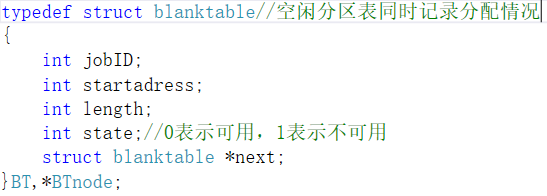 typedef struct blanktable//空闲分区表同时记录分配情况
{
    int jobID;
    int startadress;
    int length;
    int state;//0表示可用，1表示不可用
    struct blanktable *next;
}BT,*BTnode;